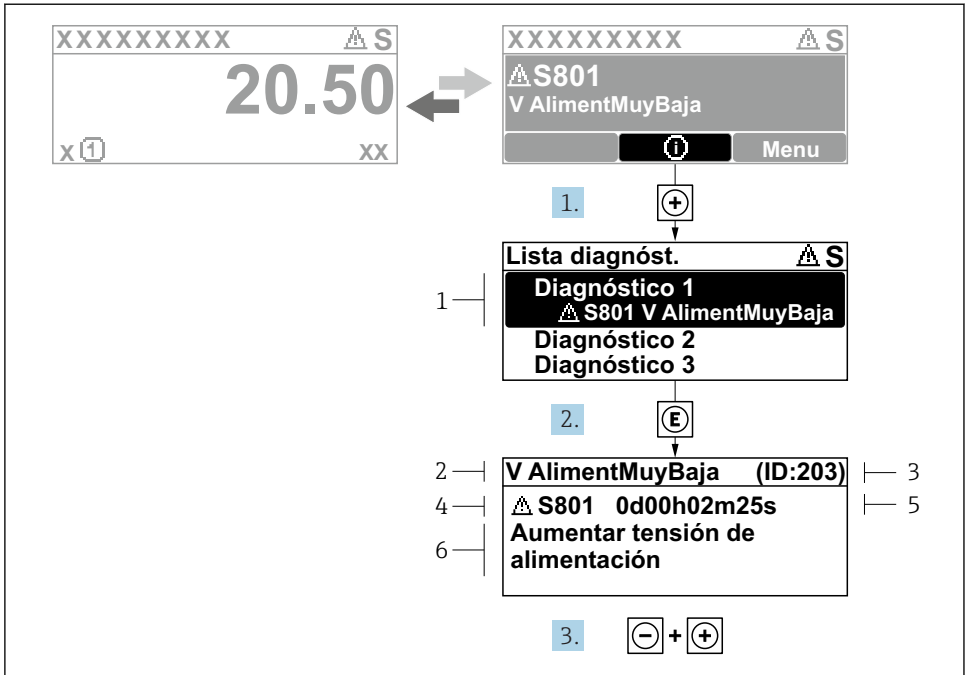 XXXXXXXXX ⚠ S
20.50
x ① xx
XXXXXXXXX ⚠ S
⚠ S801
V AlimentMuyBaja
ⓘ Menu
1. +
Lista diagnóst. ⚠ S
1 Diagnóstico 1
⚠ S801 V AlimentMuyBaja
Diagnóstico 2
Diagnóstico 3
2. E
2 V AlimentMuyBaja (ID:203) 3
4 ⚠ S801 0d00h02m25s 5
6 Aumentar tensión de
alimentación
3. - + +